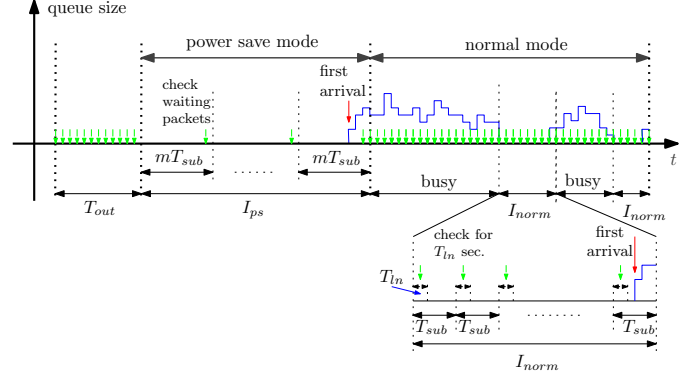 queue size
power save mode
normal mode
check
waiting
packets
first
arrival
t
mT_sub
......
mT_sub
busy
busy
T_out
I_ps
I_norm
I_norm
check for
T_ln sec.
first
arrival
T_ln
T_sub
T_sub
........
T_sub
I_norm